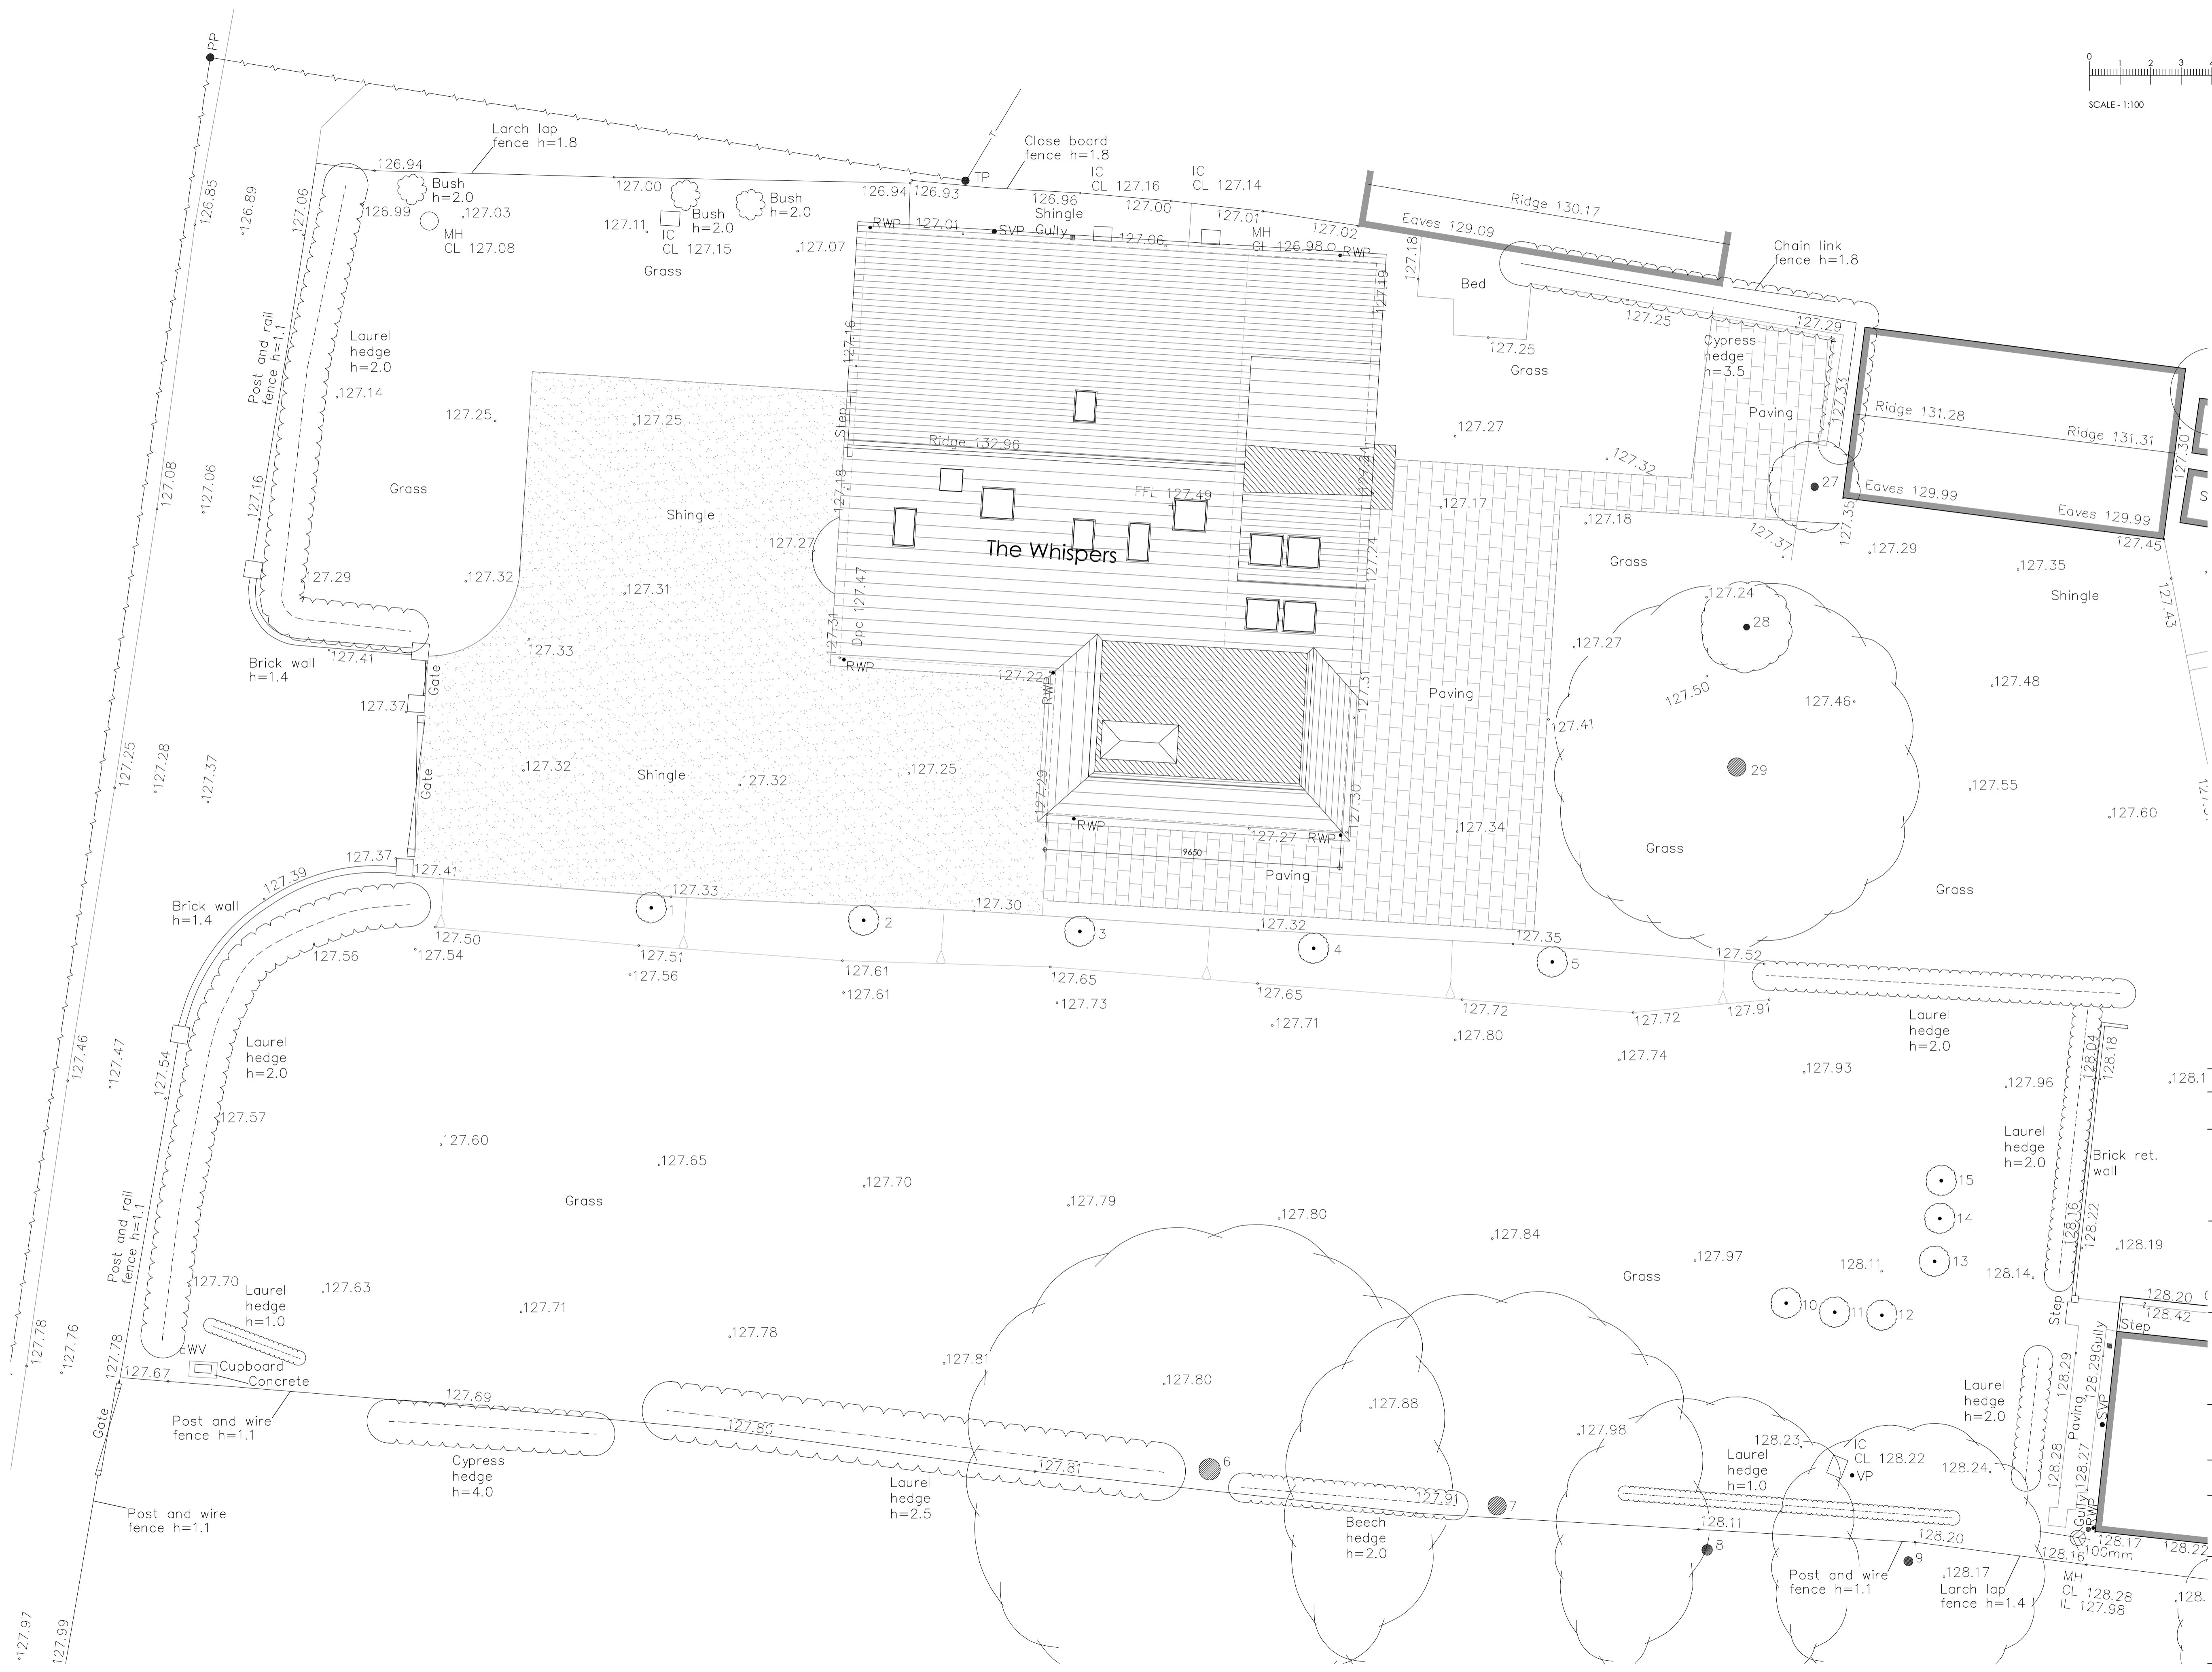 PP
0 1 2 3 4
SCALE - 1:100
T
Larch lap
fence h=1.8
Close board
fence h=1.8
TP
126.94
127.00
126.94
126.93
126.96
IC
CL 127.16
IC
CL 127.14
127.00
127.01
127.02
Ridge 130.17
Eaves 129.09
Chain link
fence h=1.8
126.85
126.89
127.06
126.99
Bush
h=2.0
127.03
MH
CL 127.08
127.11
Bush
h=2.0
IC
CL 127.15
Bush
h=2.0
127.07
Grass
RWP
127.01
SVP
Shingle
Gully
127.06
MH
CL 126.98
RWP
127.18
127.19
Bed
127.25
127.29
127.25
Cypress
hedge
h=3.5
Grass
Paving
127.33
Post and rail
fence h=1.1
Laurel
hedge
h=2.0
127.14
127.25
127.25
127.16
Step
Ridge 132.96
127.24
127.27
127.32
Ridge 131.28
Ridge 131.31
127.30
Eaves 129.99
Eaves 129.99
127.45
27
127.35
127.37
127.08
127.06
127.16
Grass
Shingle
127.18
FFL 127.49
127.17
127.18
The Whispers
127.27
127.24
Grass
127.29
127.35
Shingle
127.43
127.29
127.32
127.31
Dpc 127.47
127.31
127.33
127.41
Brick wall
h=1.4
Gate
127.37
RWP
127.22
RWP
127.31
Paving
127.24
28
127.27
127.50
127.46
127.48
127.41
29
127.25
127.28
127.37
Gate
127.32
Shingle
127.32
127.25
127.29
127.30
127.55
127.60
RWP
127.27
RWP
127.34
9650
Paving
Grass
Grass
127.37
127.41
127.39
Brick wall
h=1.4
127.33
1
2
127.30
3
127.32
4
127.35
5
127.52
127.50
127.54
127.56
127.51
127.56
127.61
127.61
127.65
127.73
127.65
127.71
127.72
127.80
127.72
127.74
127.91
127.93
Laurel
hedge
h=2.0
127.96
128.04
128.18
128.1
127.46
127.47
127.54
Laurel
hedge
h=2.0
127.57
127.60
127.65
127.70
127.79
127.80
127.84
127.97
Grass
Grass
Laurel
hedge
h=2.0
Brick ret.
wall
15
14
13
128.16
128.22
128.19
128.11
128.14
10
11
12
Step
128.20
128.42
Step
Post and rail
fence h=1.1
127.70
127.63
Laurel
hedge
h=1.0
127.71
127.78
127.81
127.80
127.88
127.98
127.78
127.76
127.78
WV
Cupboard
Concrete
127.67
127.69
Post and wire
fence h=1.1
Gate
Cypress
hedge
h=4.0
127.80
127.81
Laurel
hedge
h=2.5
6
127.91
Beech
hedge
h=2.0
7
Laurel
hedge
h=1.0
128.23
IC
CL 128.22
VP
128.24
Laurel
hedge
h=2.0
128.29
128.29
Gully
Paving
SVP
128.28
128.27
Gully
RWP
128.11
8
128.20
9
Post and wire
fence h=1.1
128.17
Larch lap
fence h=1.4
128.16
100mm
128.17
128.22
MH
CL 128.28
IL 127.98
128.
Post and wire
fence h=1.1
127.97
127.99